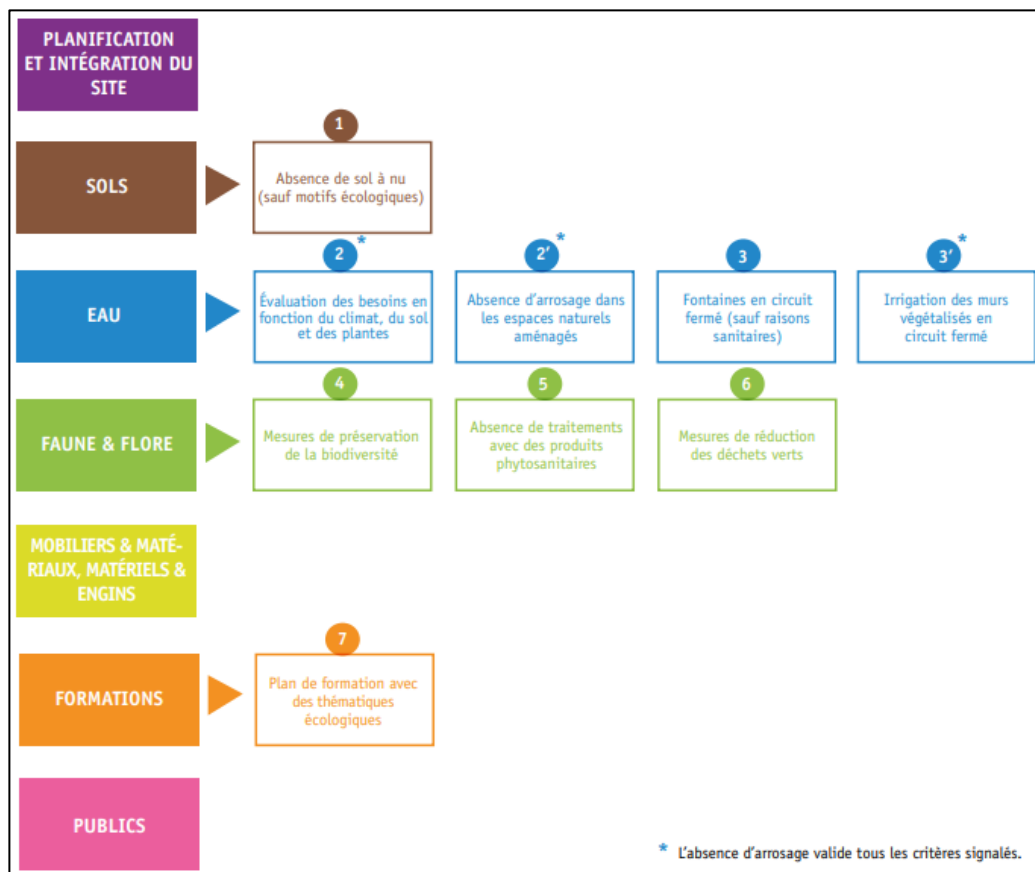 PLANIFICATION
ET INTÉGRATION DU
SITE
SOLS
1
Absence de sol à nu
(sauf motifs écologiques)
EAU
2 *
Évaluation des besoins en
fonction du climat, du sol
et des plantes
2' *
Absence d'arrosage dans
les espaces naturels
aménagés
3
Fontaines en circuit
fermé (sauf raisons
sanitaires)
3' *
Irrigation des murs
végétalisés en
circuit fermé
FAUNE & FLORE
4
Mesures de préservation
de la biodiversité
5
Absence de traitements
avec des produits
phytosanitaires
6
Mesures de réduction
des déchets verts
MOBILIERS & MATÉ-
RIAUX, MATÉRIELS &
ENGINS
FORMATIONS
7
Plan de formation avec
des thématiques
écologiques
PUBLICS
* L'absence d'arrosage valide tous les critères signalés.